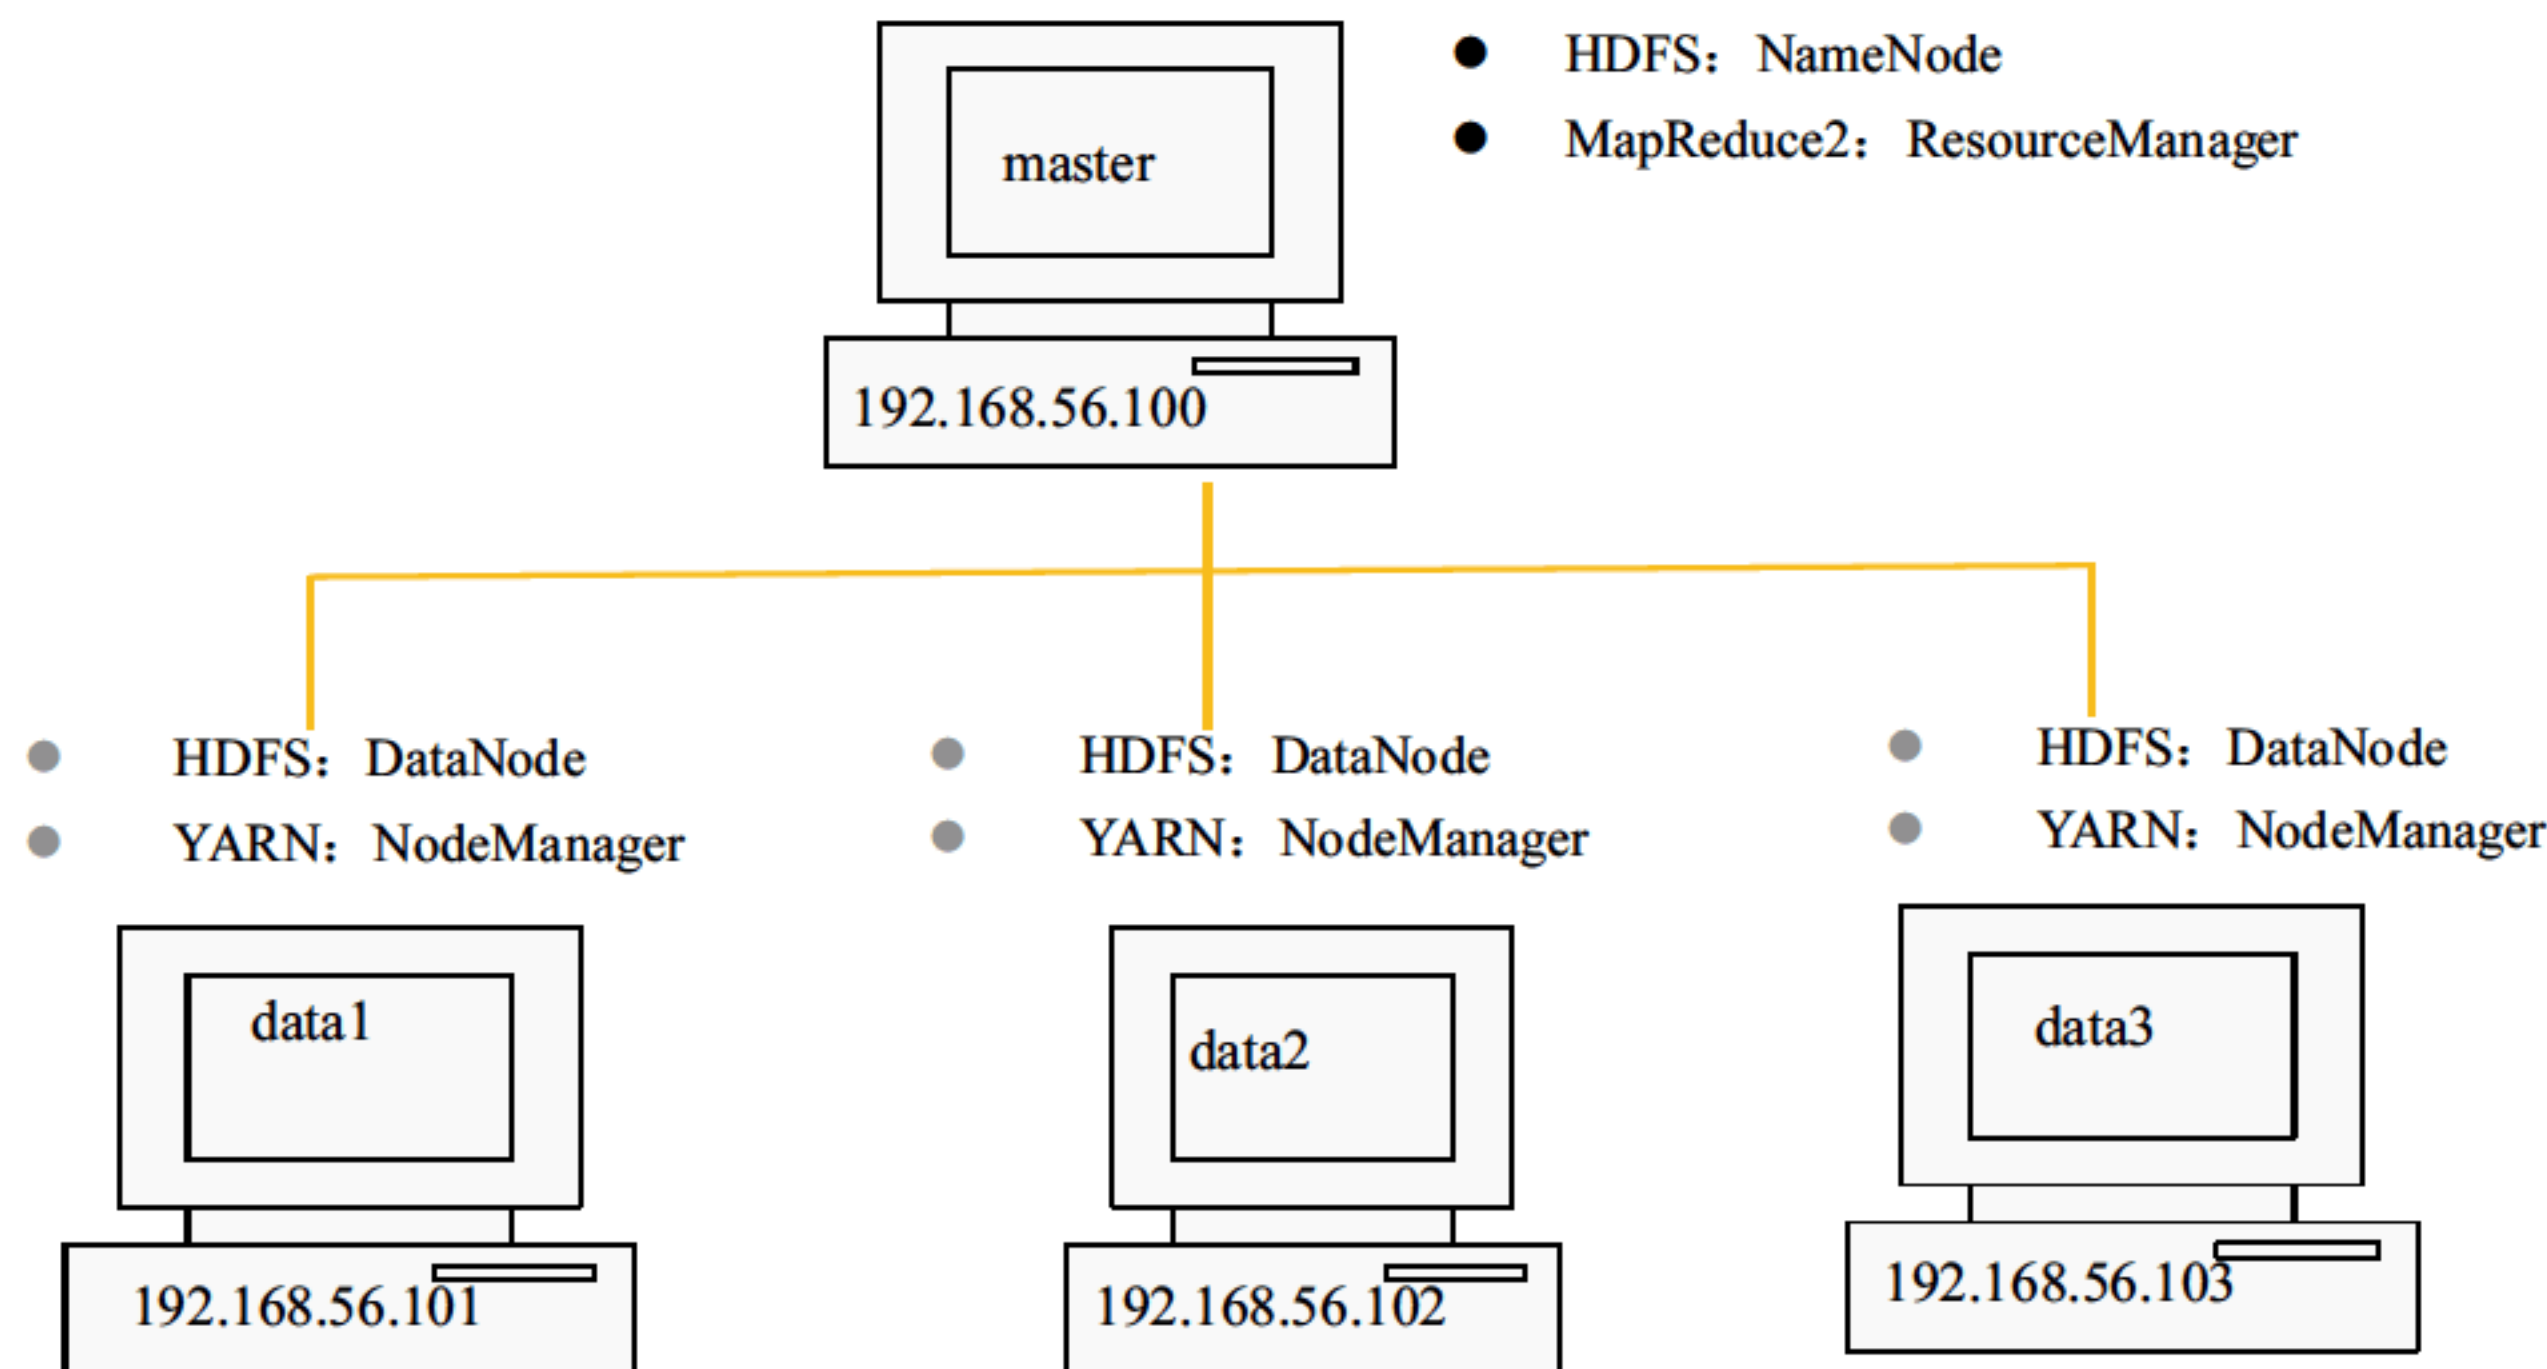 HDFS：NameNode
MapReduce2：ResourceManager
master
192.168.56.100
HDFS：DataNode
YARN：NodeManager
data1
192.168.56.101
HDFS：DataNode
YARN：NodeManager
data2
192.168.56.102
HDFS：DataNode
YARN：NodeManager
data3
192.168.56.103